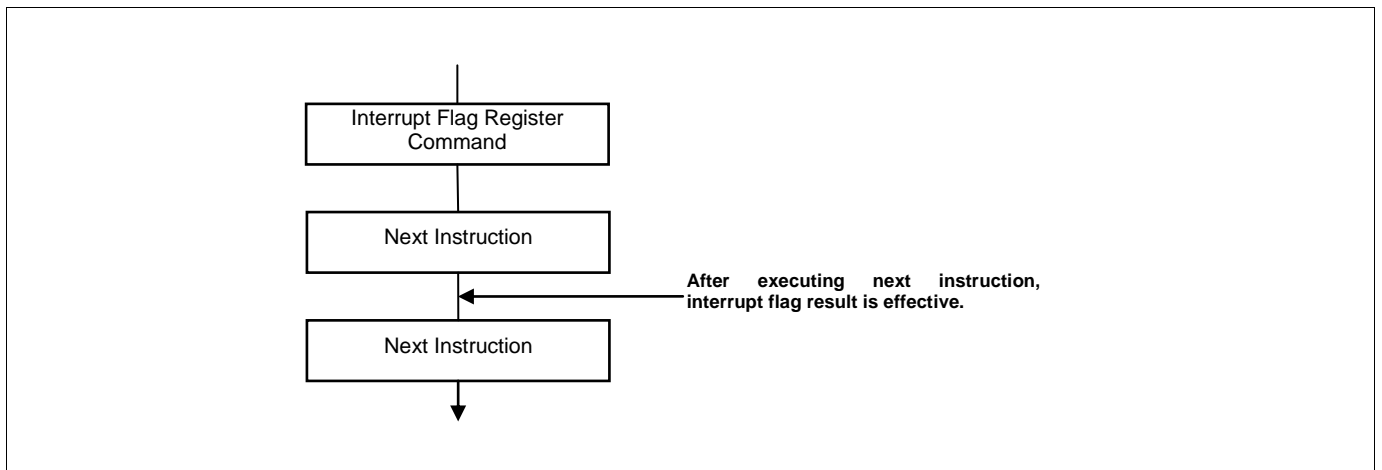 Interrupt Flag Register
Command
Next Instruction
After executing next instruction,
interrupt flag result is effective.
Next Instruction